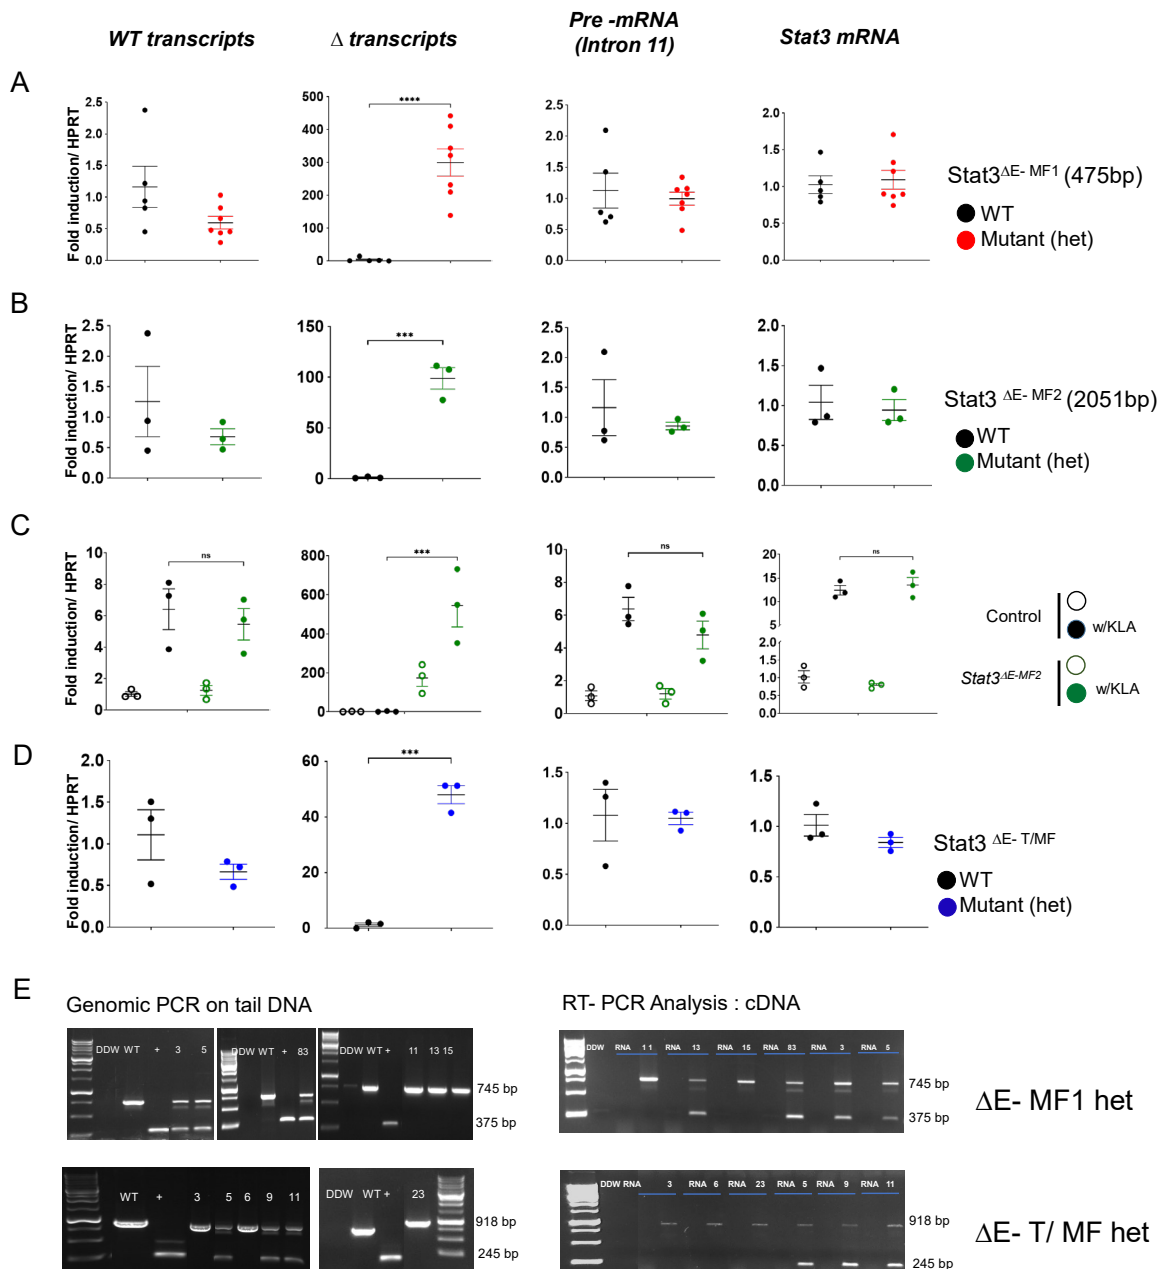 WT transcripts
Δ transcripts
Pre -mRNA
(Intron 11)
Stat3 mRNA
A
Fold induction/ HPRT
2.5
2.0
1.5
1.0
0.5
0.0
500
400
300
200
100
0
****
2.5
2.0
1.5
1.0
0.5
0.0
2.0
1.5
1.0
0.5
0.0
Stat3 ΔE- MF1 (475bp)
WT
Mutant (het)
B
Fold induction/ HPRT
2.5
2.0
1.5
1.0
0.5
0.0
150
100
50
0
***
2.5
2.0
1.5
1.0
0.5
0.0
2.0
1.5
1.0
0.5
0.0
Stat3 ΔE- MF2 (2051bp)
WT
Mutant (het)
C
Fold induction/ HPRT
10
8
6
4
2
0
ns
800
600
400
200
0
***
10
8
6
4
2
0
ns
20
15
10
5
2.0
1.5
1.0
0.5
0.0
ns
Control
w/KLA
Stat3ΔE-MF2
w/KLA
D
Fold induction/ HPRT
2.0
1.5
1.0
0.5
0.0
60
40
20
0
***
1.5
1.0
0.5
0.0
1.5
1.0
0.5
0.0
Stat3 ΔE- T/MF
WT
Mutant (het)
E
Genomic PCR on tail DNA
RT- PCR Analysis : cDNA
DDW WT + 3 5
DDW WT + 83
DDW WT + 11 13 15
745 bp
375 bp
DDW RNA 1 1 RNA 13 RNA 15 RNA 83 RNA 3 RNA 5
745 bp
375 bp
ΔE- MF1 het
WT + 3 5 6 9 11
DDW WT + 23
918 bp
245 bp
DDW RNA 3 RNA 6 RNA 23 RNA 5 RNA 9 RNA 11
918 bp
245 bp
ΔE- T/ MF het